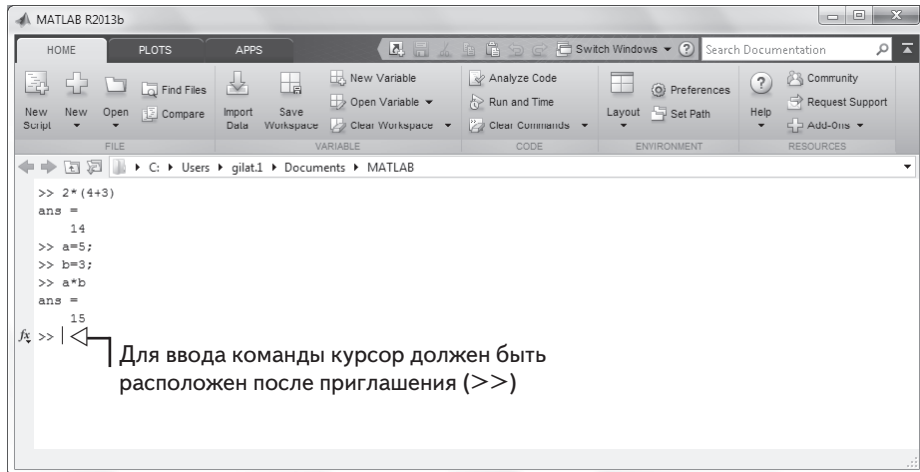 MATLAB R2013b
HOME PLOTS APPS Switch Windows ? Search Documentation
New Script New Open Find Files Compare Import Data Save Workspace New Variable Open Variable Clear Workspace Analyze Code Run and Time Clear Commands Layout Preferences Set Path ? Help Community Request Support Add-Ons
FILE VARIABLE CODE ENVIRONMENT RESOURCES
C: Users gilat.1 Documents MATLAB
>> 2*(4+3)
ans =
14
>> a=5;
>> b=3;
>> a*b
ans =
15
fx >>
Для ввода команды курсор должен быть
расположен после приглашения (>>)